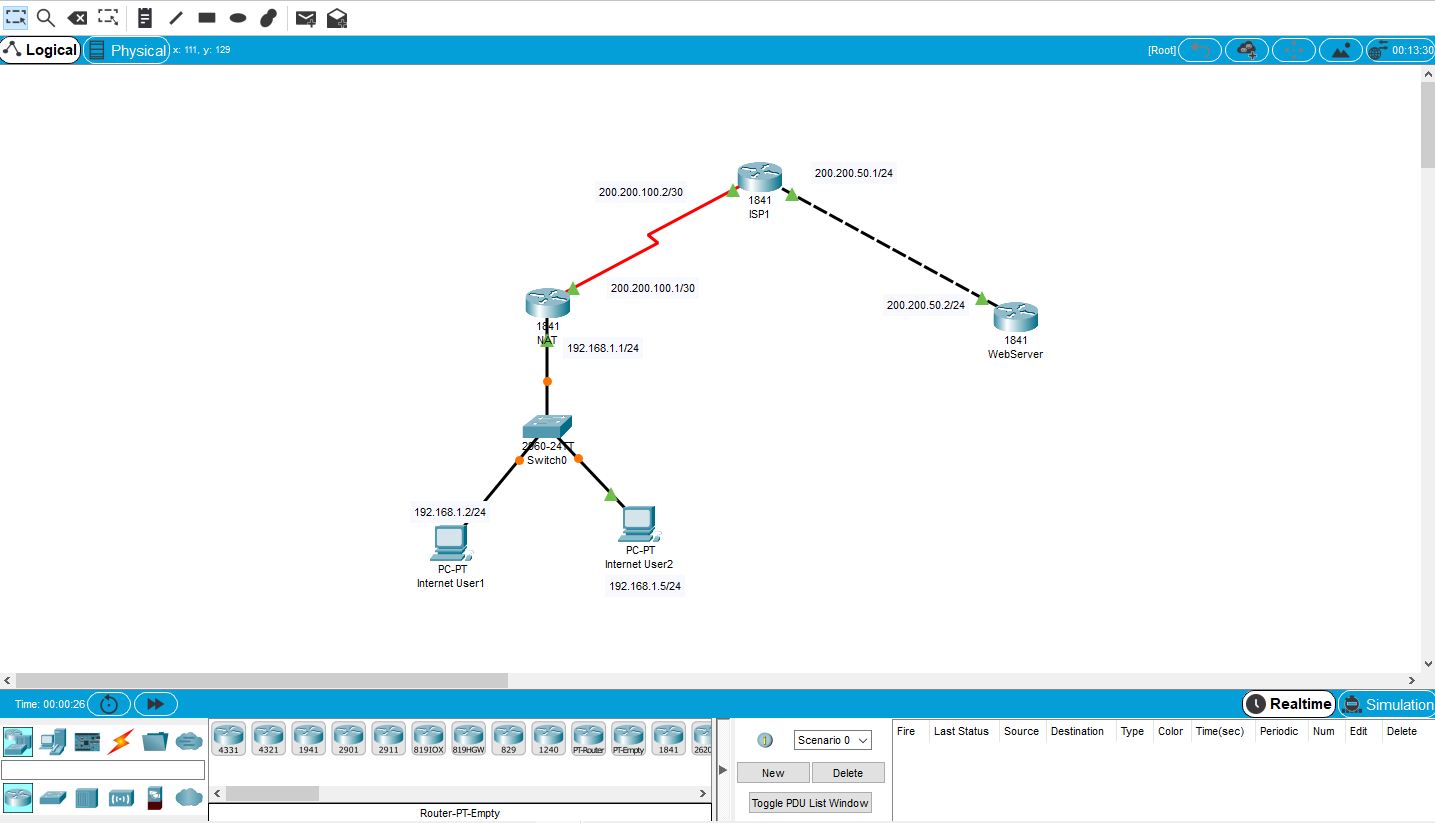 Logical
Physical
x: 111, y: 129
[Root]
00:13:30
200.200.50.1/24
200.200.100.2/30
1841
ISP1
200.200.100.1/30
200.200.50.2/24
1841
NAT
192.168.1.1/24
1841
WebServer
2960-24TT
Switch0
192.168.1.2/24
PC-PT
Internet User2
PC-PT
Internet User1
192.168.1.5/24
Time: 00:00:26
Realtime
Simulation
4331
4321
1941
2901
2911
819IOX
819HGW
829
1240
PT-Router
PT-Empty
1841
2620
Router-PT-Empty
Scenario 0
New
Delete
Toggle PDU List Window
Fire Last Status Source Destination Type Color Time(sec) Periodic Num Edit Delete